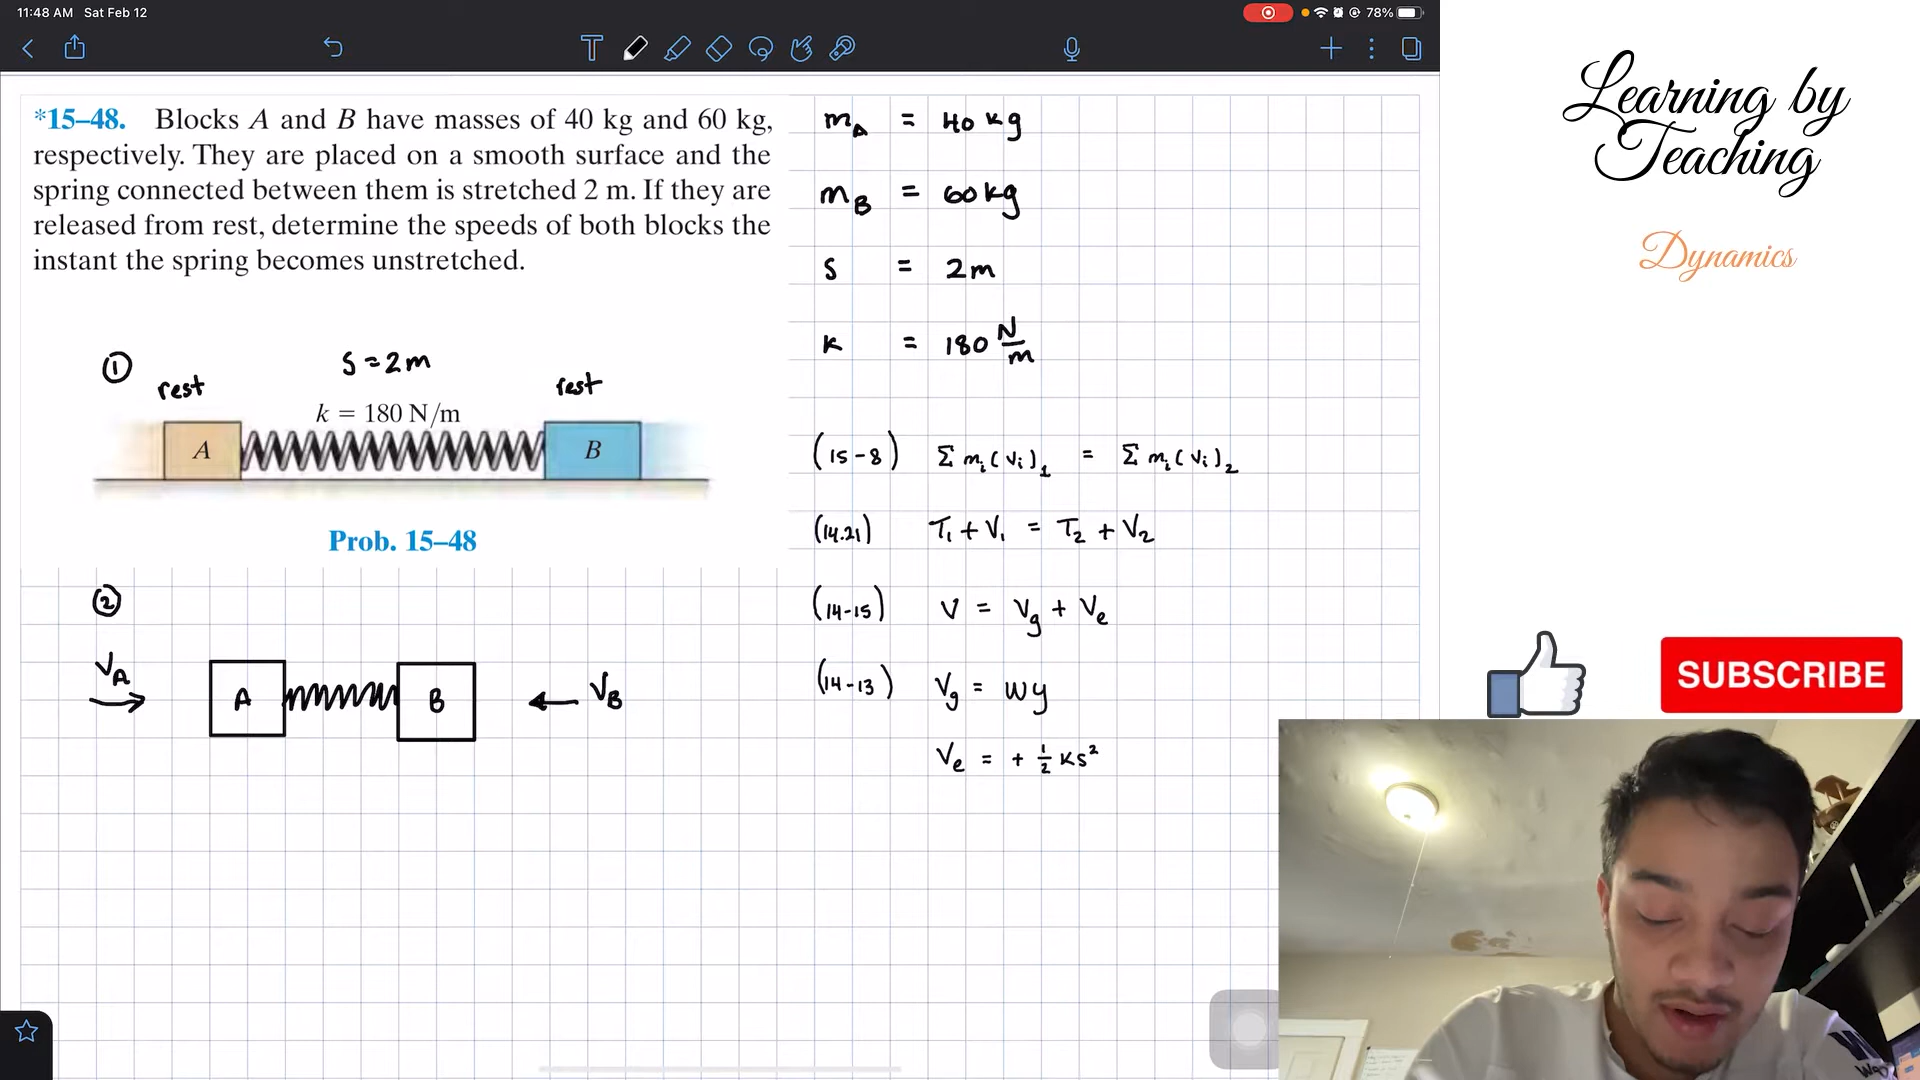 11:48 AM Sat Feb 12
78%
*15–48. Blocks A and B have masses of 40 kg and 60 kg,
respectively. They are placed on a smooth surface and the
spring connected between them is stretched 2 m. If they are
released from rest, determine the speeds of both blocks the
instant the spring becomes unstretched.
① S = 2m
rest rest
k = 180 N/m
A B
Prob. 15–48
②
V_A
A B
V_B
m_A = 40 kg
m_B = 60 kg
S = 2m
k = 180 N/m
(15-8) Σ m_i (v_i)_1 = Σ m_i (v_i)_2
(14.21) T_1 + V_1 = T_2 + V_2
(14-15) V = V_g + V_e
(14-13) V_g = Wy
V_e = + 1/2 ks²
Learning by
Teaching
Dynamics
SUBSCRIBE